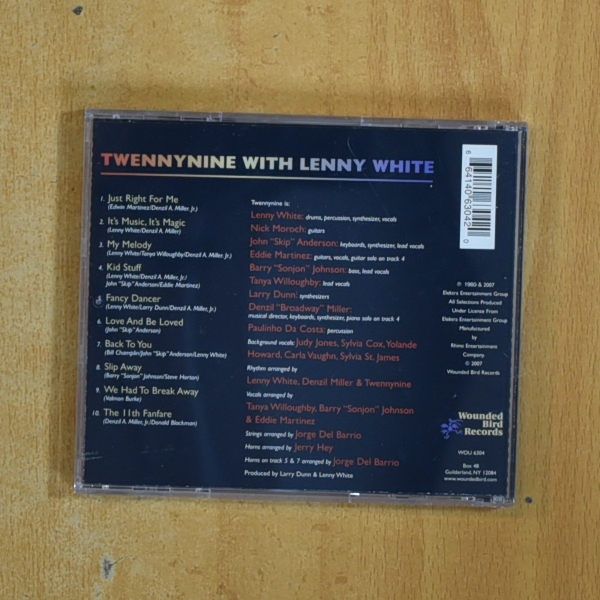 TWENNYNINE WITH LENNY WHITE
1. Just Right For Me
(Edwin Martinez/Denzil A. Miller, Jr.)
2. It's Music, It's Magic
(Lenny White/Denzil A. Miller)
3. My Melody
(Lenny White/Tanya Willoughby/Denzil A. Miller, Jr.)
4. Kid Stuff
(Lenny White/Denzil A. Miller, Jr./
John "Skip" Anderson/Eddie Martinez)
5. Fancy Dancer
(Lenny White/Larry Dunn/Denzil A. Miller, Jr.)
6. Love And Be Loved
(John "Skip" Anderson)
7. Back To You
(Bill Champlin/John "Skip" Anderson/Lenny White)
8. Slip Away
(Barry "Sonjon" Johnson/Steve Horton)
9. We Had To Break Away
(Valman Burke)
10. The 11th Fanfare
(Denzil A. Miller, Jr./Donald Blackman)
Twennynine is:
Lenny White: drums, percussion, synthesizer, vocals
Nick Moroch: guitars
John "Skip" Anderson: keyboards, synthesizer, lead vocals
Eddie Martinez: guitars, vocals, guitar solo on track 4
Barry "Sonjon" Johnson: bass, lead vocals
Tanya Willoughby: lead vocals
Larry Dunn: synthesizers
Denzil "Broadway" Miller:
musical director, keyboards, synthesizer, piano solo on track 4
Paulinho Da Costa: percussion
Background vocals: Judy Jones, Sylvia Cox, Yolande
Howard, Carla Vaughn, Sylvia St. James
Rhythm arranged by
Lenny White, Denzil Miller & Twennynine
Vocals arranged by
Tanya Willoughby, Barry "Sonjon" Johnson
& Eddie Martinez
Strings arranged by Jorge Del Barrio
Horns arranged by Jerry Hey
Horns on track 5 & 7 arranged by Jorge Del Barrio
Produced by Larry Dunn & Lenny White
6 64140 63042 0
℗ 1980 & 2007
Elektra Entertainment Group
All Selections Produced
Under License From
Elektra Entertainment Group
Manufactured
by
Rhino Entertainment
Company.
© 2007
Wounded Bird Records
Wounded
Bird
Records
WOU 6304
Box 48
Guilderland, NY 12084
www.woundedbird.com